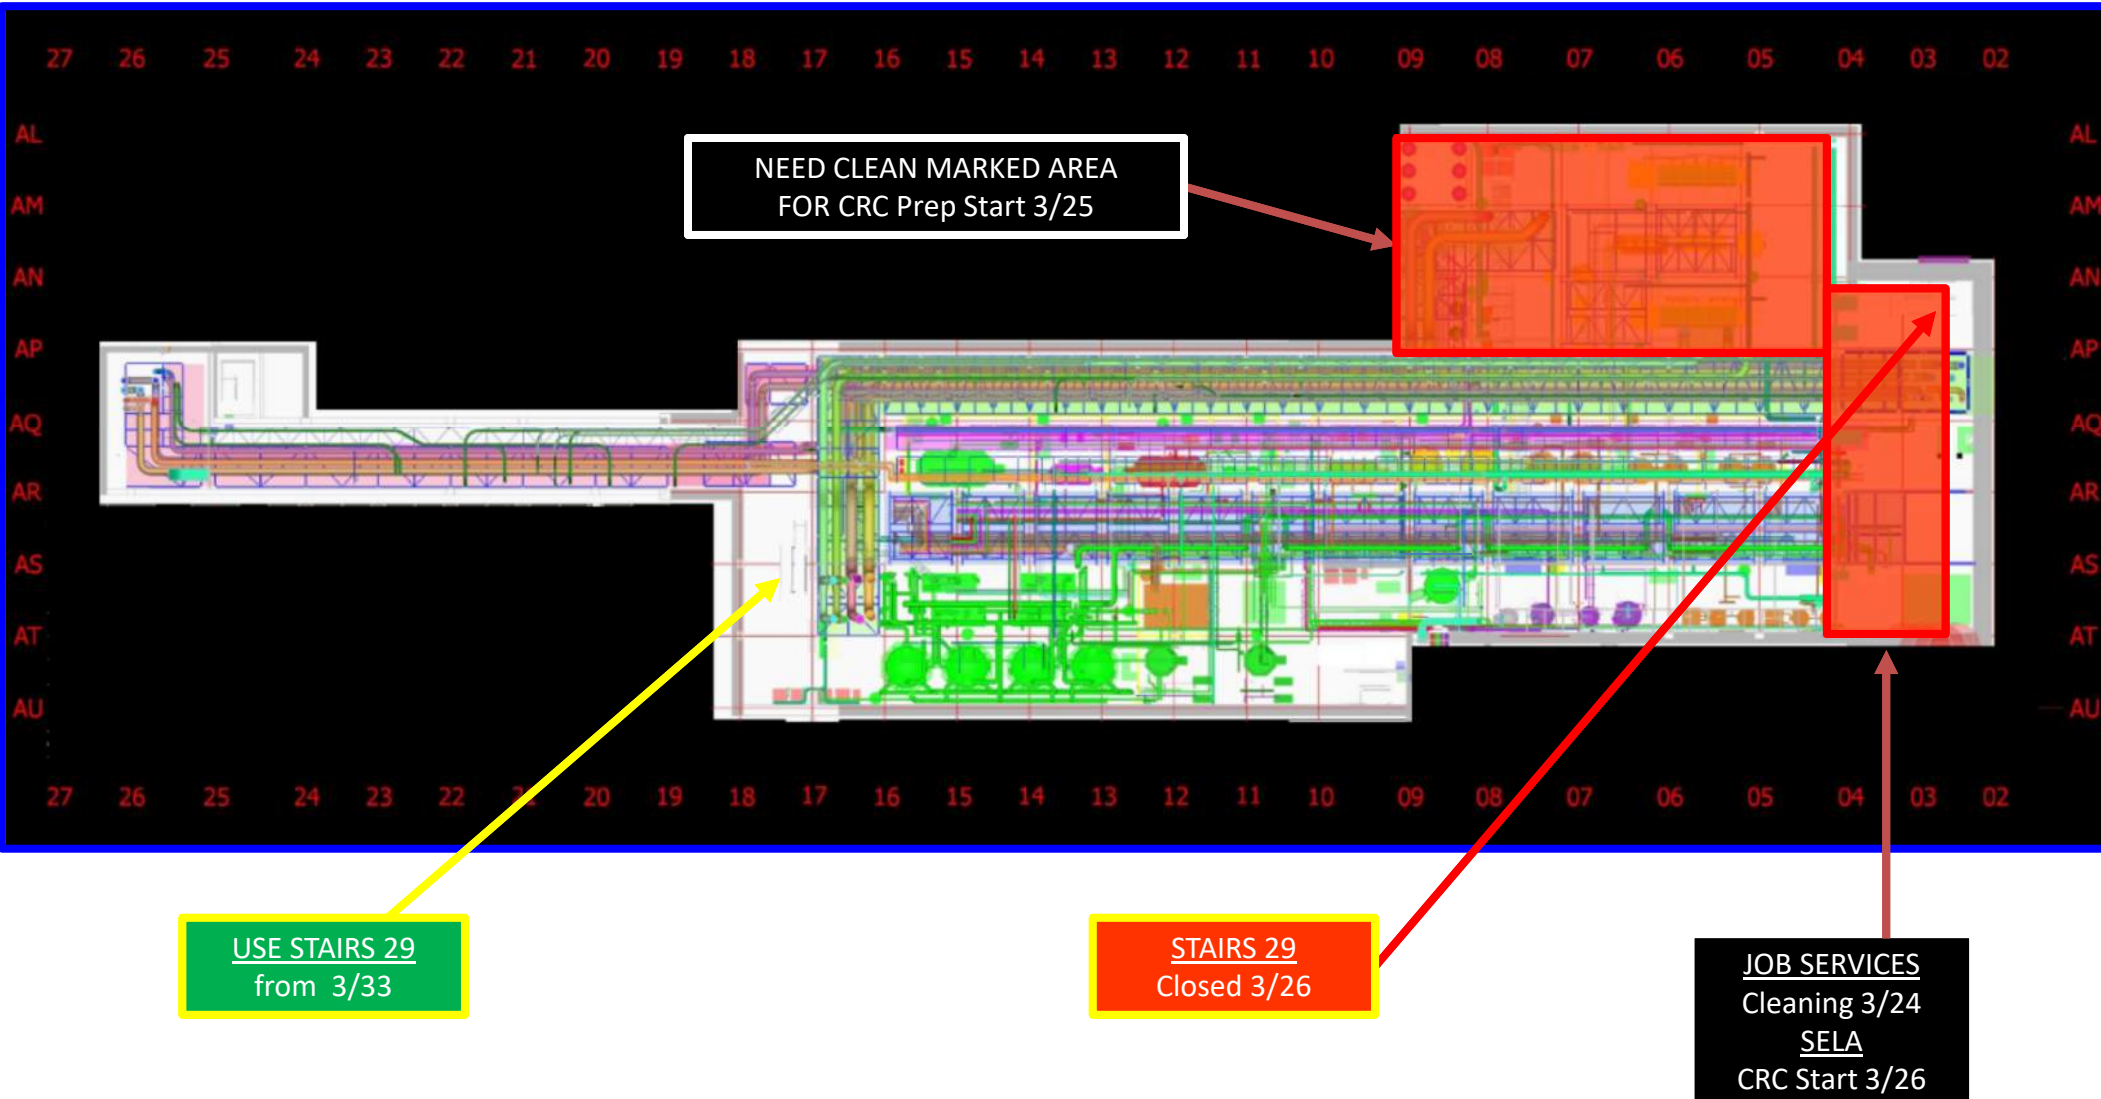 27 26 25 24 23 22 21 20 19 18 17 16 15 14 13 12 11 10 09 08 07 06 05 04 03 02
AL AL
NEED CLEAN MARKED AREA
FOR CRC Prep Start 3/25
AM AM
AN AN
AP AP
AQ AQ
AR AR
AS AS
AT AT
AU AU
27 26 25 24 23 22 21 20 19 18 17 16 15 14 13 12 11 10 09 08 07 06 05 04 03 02
USE STAIRS 29
from 3/33
STAIRS 29
Closed 3/26
JOB SERVICES
Cleaning 3/24
SELA
CRC Start 3/26